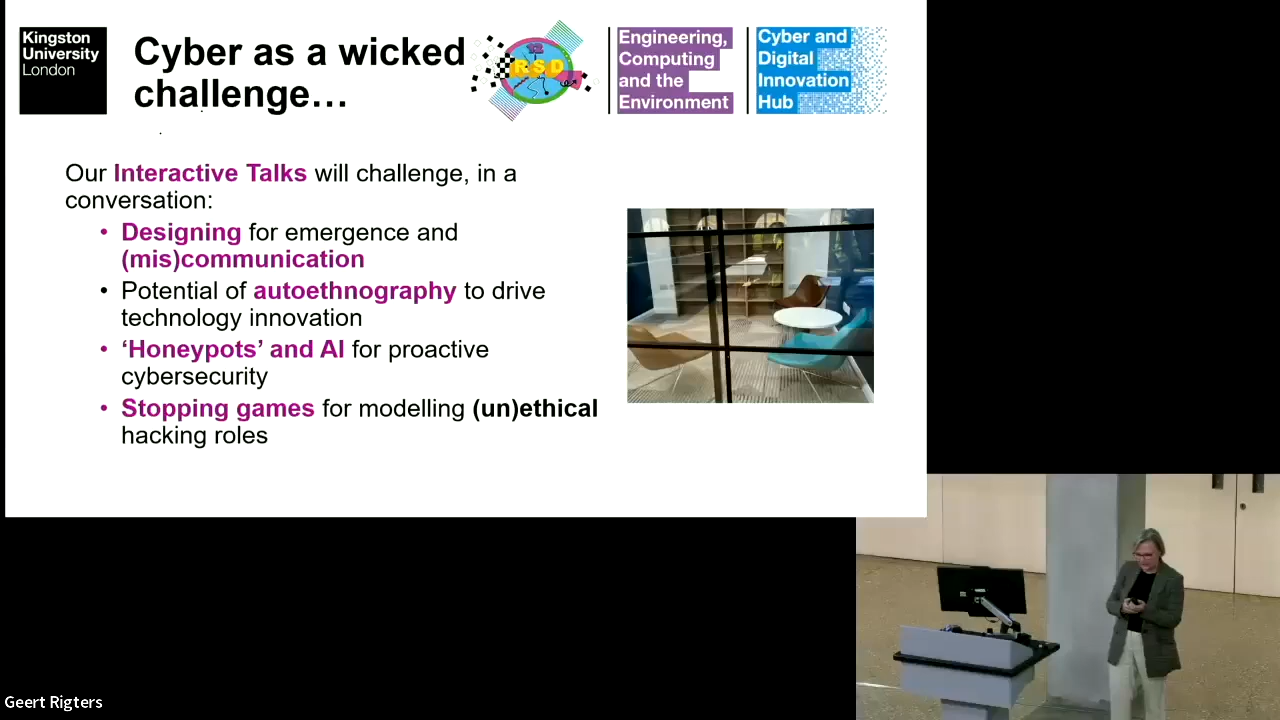 Kingston
University
London
Cyber as a wicked
challenge…
RSD
Engineering,
Computing
and the
Environment
Cyber and
Digital
Innovation
Hub
Our Interactive Talks will challenge, in a
conversation:
• Designing for emergence and
(mis)communication
• Potential of autoethnography to drive
technology innovation
• ‘Honeypots’ and AI for proactive
cybersecurity
• Stopping games for modelling (un)ethical
hacking roles
Geert Rigters